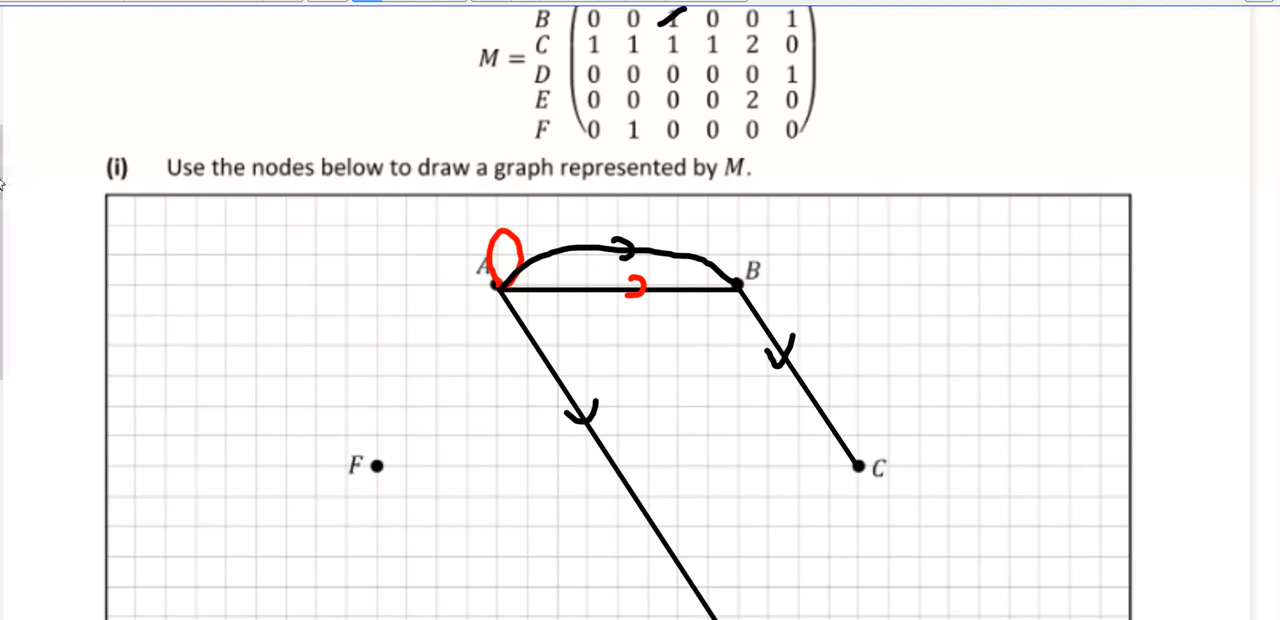 B 0 0 1 0 0 1
C 1 1 1 1 2 0
M =
D 0 0 0 0 0 1
E 0 0 0 0 2 0
F 0 1 0 0 0 0
(i) Use the nodes below to draw a graph represented by M.
A
B
F
C